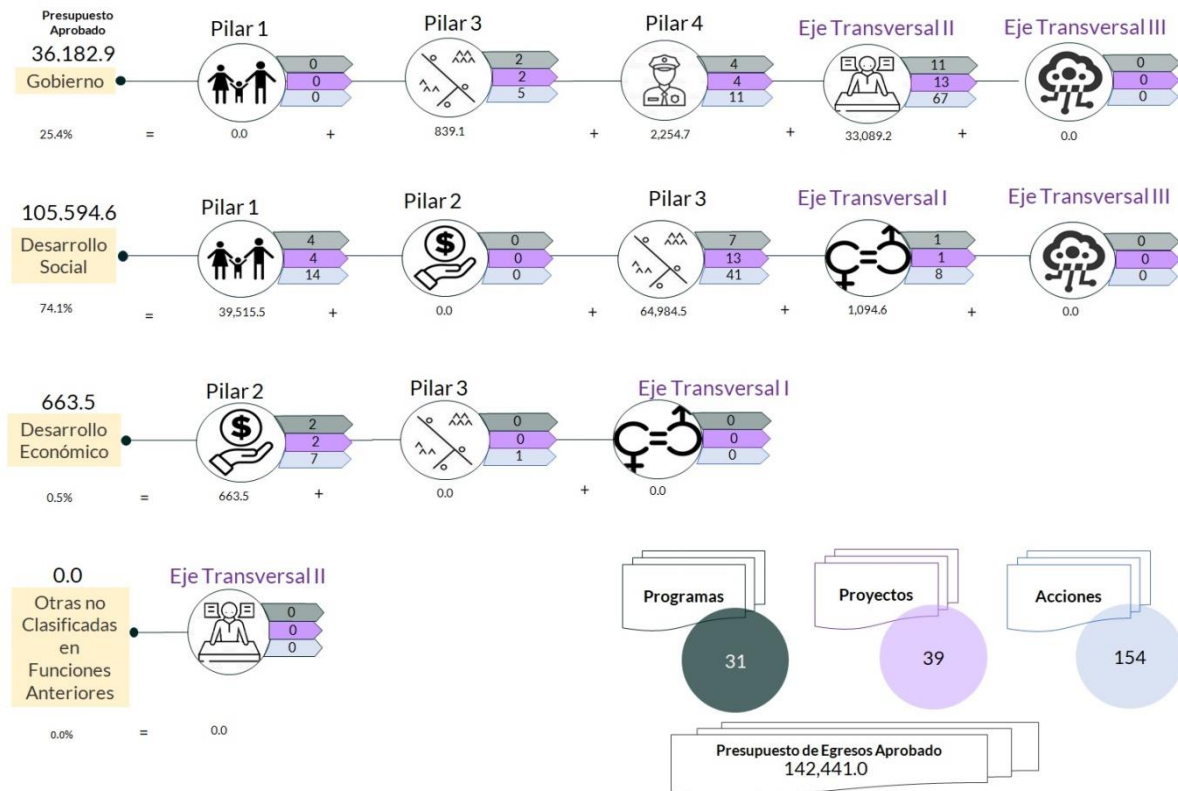 Presupuesto
Aprobado
36,182.9
Gobierno
25.4%
=
Pilar 1
0
0
0
0.0
+
Pilar 3
2
2
5
839.1
+
Pilar 4
4
4
11
2,254.7
+
Eje Transversal II
11
13
67
33,089.2
+
Eje Transversal III
0
0
0
0.0
105,594.6
Desarrollo
Social
74.1%
=
Pilar 1
4
4
14
39,515.5
+
Pilar 2
$
0
0
0
0.0
+
Pilar 3
7
13
41
64,984.5
+
Eje Transversal I
1
1
8
1,094.6
+
Eje Transversal III
0
0
0
0.0
663.5
Desarrollo
Económico
0.5%
=
Pilar 2
$
2
2
7
663.5
+
Pilar 3
0
0
1
0.0
+
Eje Transversal I
0
0
0
0.0
0.0
Otras no
Clasificadas
en
Funciones
Anteriores
0.0%
=
Eje Transversal II
0
0
0
0.0
Programas
31
Proyectos
39
Acciones
154
Presupuesto de Egresos Aprobado
142,441.0